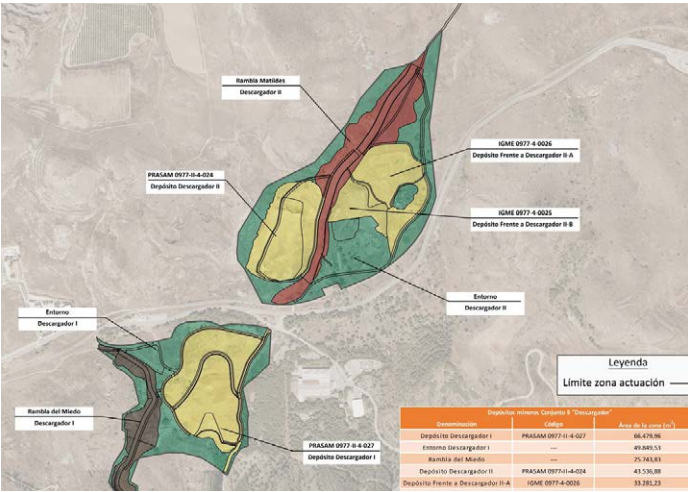 Rambla Matildes
Descargador II
IGME 0977-4-0026
Depósito Frente a Descargador II-A
PRASAM 0977-II-4-024
Depósito Descargador II
IGME 0977-4-0025
Depósito Frente a Descargador II-B
Entorno
Descargador II
Entorno
Descargador I
Rambla del Miedo
Descargador I
PRASAM 0977-II-4-027
Depósito Descargador I
Leyenda
Límite zona actuación
Depósitos mineros Conjunto 5 "Descargador"
Denominación Código Área de la zona (m²)
Depósito Descargador I PRASAM 0977-II-4-027 66.479,96
Entorno Descargador I --- 49.849,53
Rambla del Miedo --- 25.743,83
Depósito Descargador II PRASAM 0977-II-4-024 43.536,88
Depósito Frente a Descargador II-A IGME 0977-4-0026 33.281,23